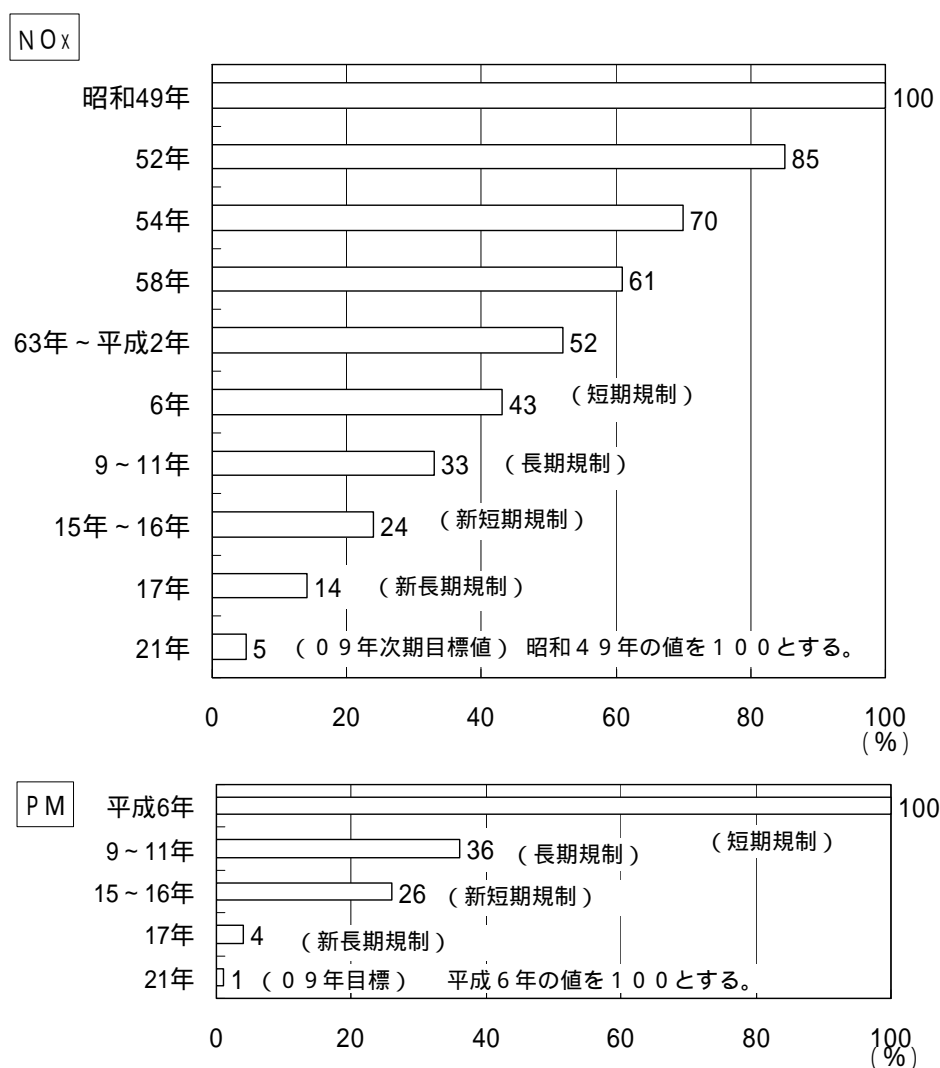 NOx
昭和49年 100
52年 85
54年 70
58年 61
63年~平成2年 52
6年 43 (短期規制)
9~11年 33 (長期規制)
15年~16年 24 (新短期規制)
17年 14 (新長期規制)
21年 5 (09年次期目標値) 昭和49年の値を100とする。
0 20 40 60 80 100
(%)
PM
平成6年 100
(短期規制)
9~11年 36 (長期規制)
15~16年 26 (新短期規制)
17年 4 (新長期規制)
21年 1 (09年目標) 平成6年の値を100とする。
0 20 40 60 80 100
(%)